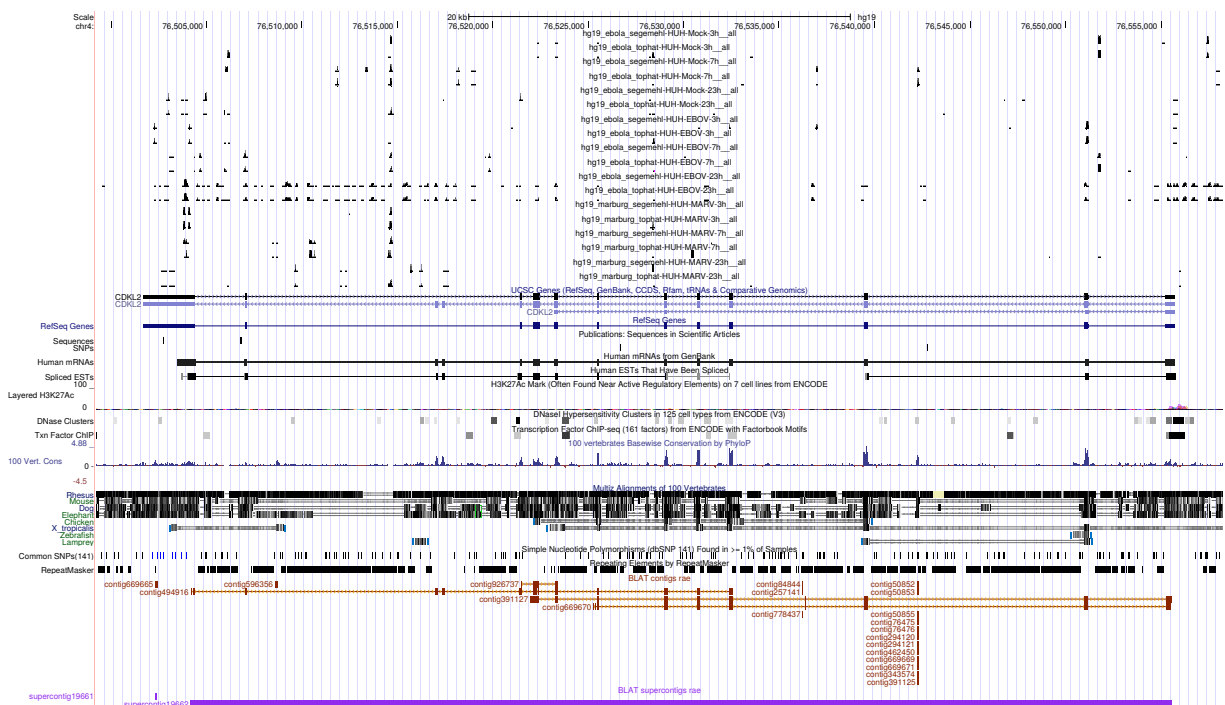 Scale 20 kb hg19
chr4: 76,505,000 76,510,000 76,515,000 76,520,000 76,525,000 76,530,000 76,535,000 76,540,000 76,545,000 76,550,000 76,555,000
hg19_ebola_segemehl-HUH-Mock-3h__all
hg19_ebola_tophat-HUH-Mock-3h__all
hg19_ebola_segemehl-HUH-Mock-7h__all
hg19_ebola_tophat-HUH-Mock-7h__all
hg19_ebola_segemehl-HUH-Mock-23h__all
hg19_ebola_tophat-HUH-Mock-23h__all
hg19_ebola_segemehl-HUH-EBOV-3h__all
hg19_ebola_tophat-HUH-EBOV-3h__all
hg19_ebola_segemehl-HUH-EBOV-7h__all
hg19_ebola_tophat-HUH-EBOV-7h__all
hg19_ebola_segemehl-HUH-EBOV-23h__all
hg19_ebola_tophat-HUH-EBOV-23h__all
hg19_marburg_segemehl-HUH-MARV-3h__all
hg19_marburg_tophat-HUH-MARV-3h__all
hg19_marburg_segemehl-HUH-MARV-7h__all
hg19_marburg_tophat-HUH-MARV-7h__all
hg19_marburg_segemehl-HUH-MARV-23h__all
hg19_marburg_tophat-HUH-MARV-23h__all
UCSC Genes (RefSeq, GenBank, CCDS, Rfam, tRNAs & Comparative Genomics)
CDKL2
CDKL2
CDKL2
RefSeq Genes
RefSeq Genes
Publications: Sequences in Scientific Articles
Sequences
SNPs
Human mRNAs from GenBank
Human mRNAs
Human ESTs That Have Been Spliced
Spliced ESTs
H3K27Ac Mark (Often Found Near Active Regulatory Elements) on 7 cell lines from ENCODE
100 _
Layered H3K27Ac
0 _
DNaseI Hypersensitivity Clusters in 125 cell types from ENCODE (V3)
DNase Clusters
Transcription Factor ChIP-seq (161 factors) from ENCODE with Factorbook Motifs
Txn Factor ChIP
100 vertebrates Basewise Conservation by PhyloP
4.88 _
100 Vert. Cons
0 -
-4.5
Multiz Alignments of 100 Vertebrates
Rhesus
Mouse
Dog
Elephant
Chicken
X_tropicalis
Zebrafish
Lamprey
Simple Nucleotide Polymorphisms (dbSNP 141) Found in >= 1% of Samples
Common SNPs(141)
Repeating Elements by RepeatMasker
RepeatMasker
BLAT contigs rae
contig669665 contig596356 contig926737 contig84844 contig50852
contig494916 contig257141 contig50853
contig391127
contig669670
contig778437 contig50855
contig76475
contig76476
contig294120
contig294121
contig462450
contig669669
contig669671
contig343574
contig391125
BLAT supercontigs rae
supercontig19661
supercontig19662